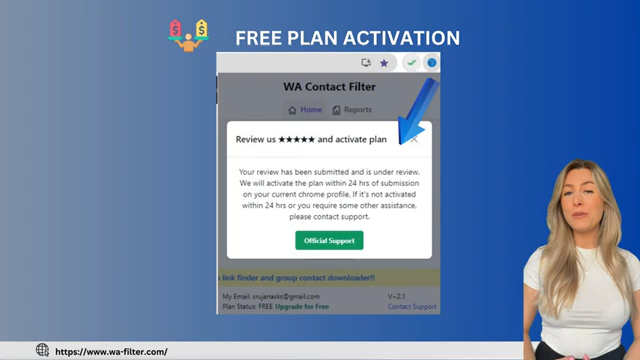 FREE PLAN ACTIVATION
WA Contact Filter
Home Reports
Review us ★★★★★ and activate plan
Your review has been submitted and is under review.
We will activate the plan within 24 hrs of submission
on your current chrome profile. If it's not activated
within 24 hrs or you require some other assistance,
please contact support.
Official Support
link finder and group contact downloader!!
My Email: srujanacks@gmail.com V-2.1
Plan Status: FREE Upgrade for Free Contact Support
https://www.wa-filter.com/